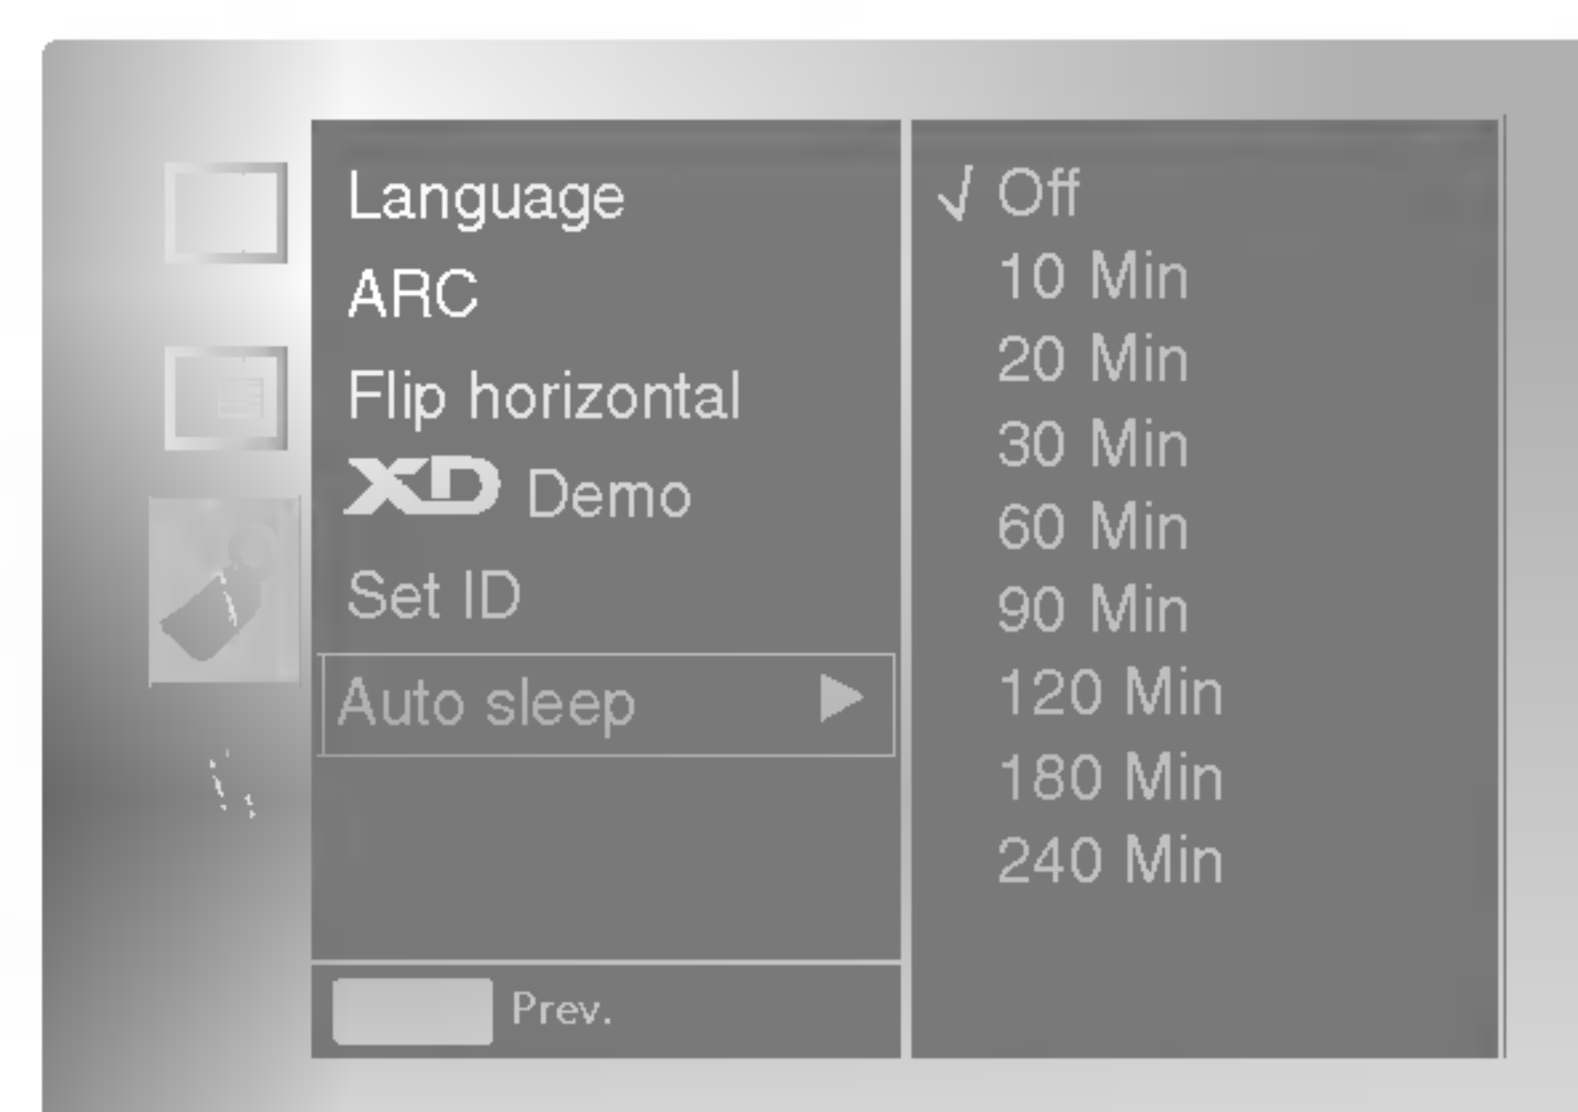 Language
ARC
Flip horizontal
XD Demo
Set ID
Auto sleep ▶
Prev.
√ Off
10 Min
20 Min
30 Min
60 Min
90 Min
120 Min
180 Min
240 Min